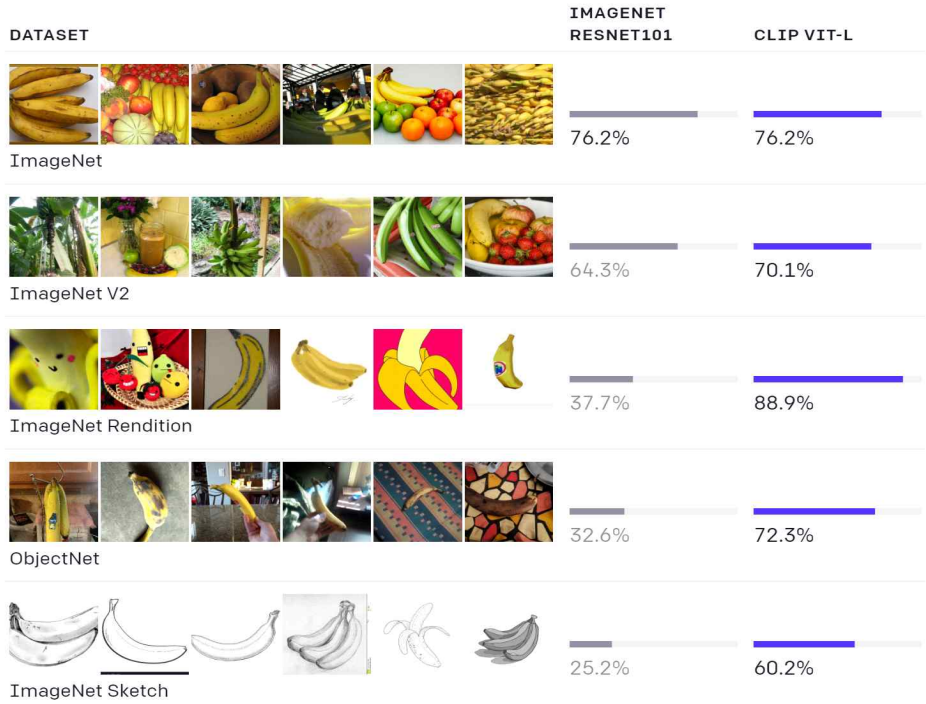 DATASET
IMAGENET
RESNET101
CLIP VIT-L
76.2%
76.2%
ImageNet
64.3%
70.1%
ImageNet V2
37.7%
88.9%
ImageNet Rendition
32.6%
72.3%
ObjectNet
25.2%
60.2%
ImageNet Sketch